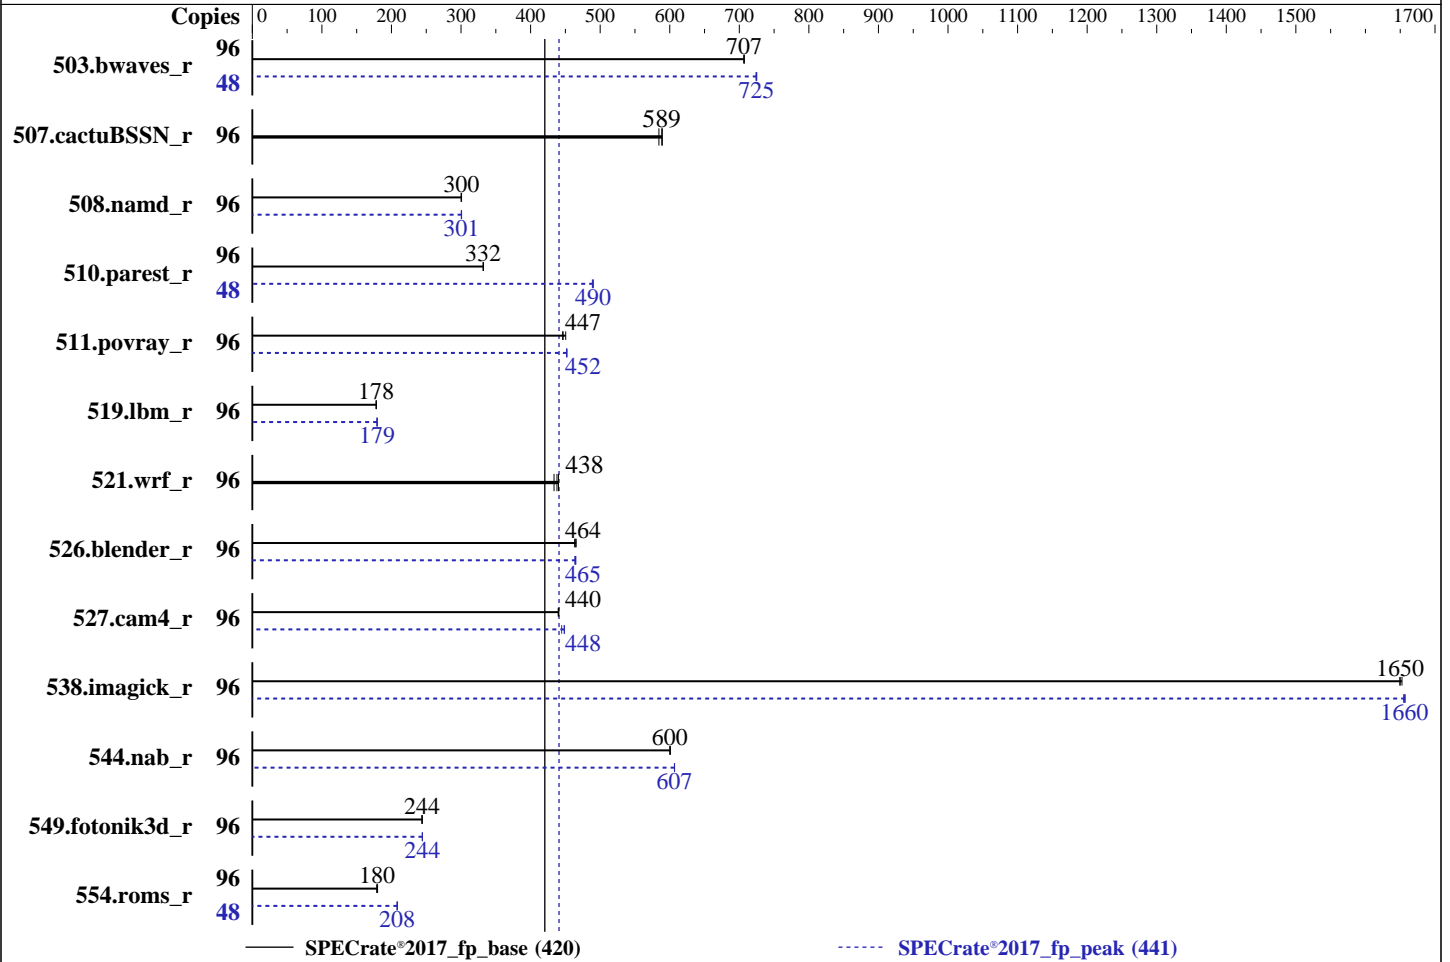 Copies 0 100 200 300 400 500 600 700 800 900 1000 1100 1200 1300 1400 1500 1700
503.bwaves_r 96 707
48 725
507.cactuBSSN_r 96 589
508.namd_r 96 300
301
510.parest_r 96 332
48 490
511.povray_r 96 447
452
519.lbm_r 96 178
179
521.wrf_r 96 438
526.blender_r 96 464
465
527.cam4_r 96 440
448
538.imagick_r 96 1650
1660
544.nab_r 96 600
607
549.fotonik3d_r 96 244
244
554.roms_r 96 180
48 208
SPECrate®2017_fp_base (420) SPECrate®2017_fp_peak (441)